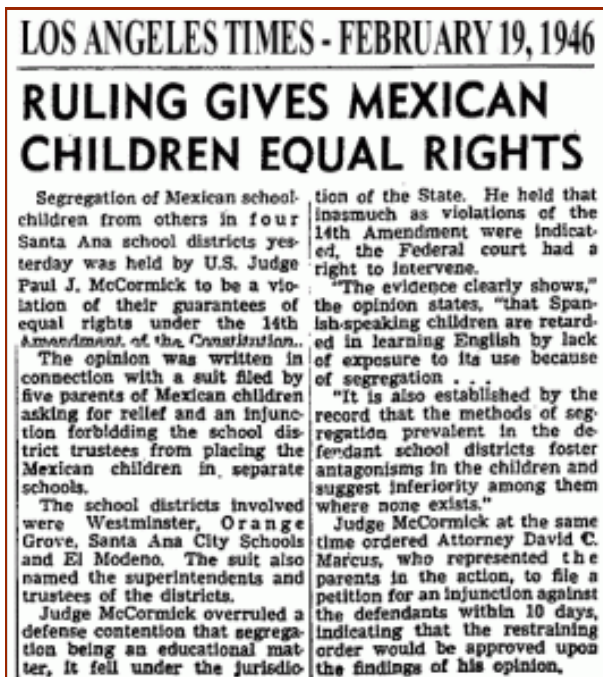 LOS ANGELES TIMES - FEBRUARY 19, 1946
RULING GIVES MEXICAN
CHILDREN EQUAL RIGHTS
Segregation of Mexican school-
children from others in four
Santa Ana school districts yes-
terday was held by U.S. Judge
Paul J. McCormick to be a vio-
lation of their guarantees of
equal rights under the 14th
Amendment of the Constitution.
The opinion was written in
connection with a suit filed by
five parents of Mexican children
asking for relief and an injunc-
tion forbidding the school dis-
trict trustees from placing the
Mexican children in separate
schools.
The school districts involved
were Westminster, Orange
Grove, Santa Ana City Schools
and El Modeno. The suit also
named the superintendents and
trustees of the districts.
Judge McCormick overruled a
defense contention that segrega-
tion being an educational mat-
ter, it fell under the jurisdic-
tion of the State. He held that
inasmuch as violations of the
14th Amendment were indicat-
ed, the Federal court had a
right to intervene.
"The evidence clearly shows,"
the opinion states, "that Span-
ish-speaking children are retard-
ed in learning English by lack
of exposure to its use because
of segregation . . .
"It is also established by the
record that the methods of seg-
regation prevalent in the de-
fendant school districts foster
antagonisms in the children and
suggest inferiority among them
where none exists."
Judge McCormick at the same
time ordered Attorney David C.
Marcus, who represented the
parents in the action, to file a
petition for an injunction against
the defendants within 10 days,
indicating that the restraining
order would be approved upon
the findings of his opinion.